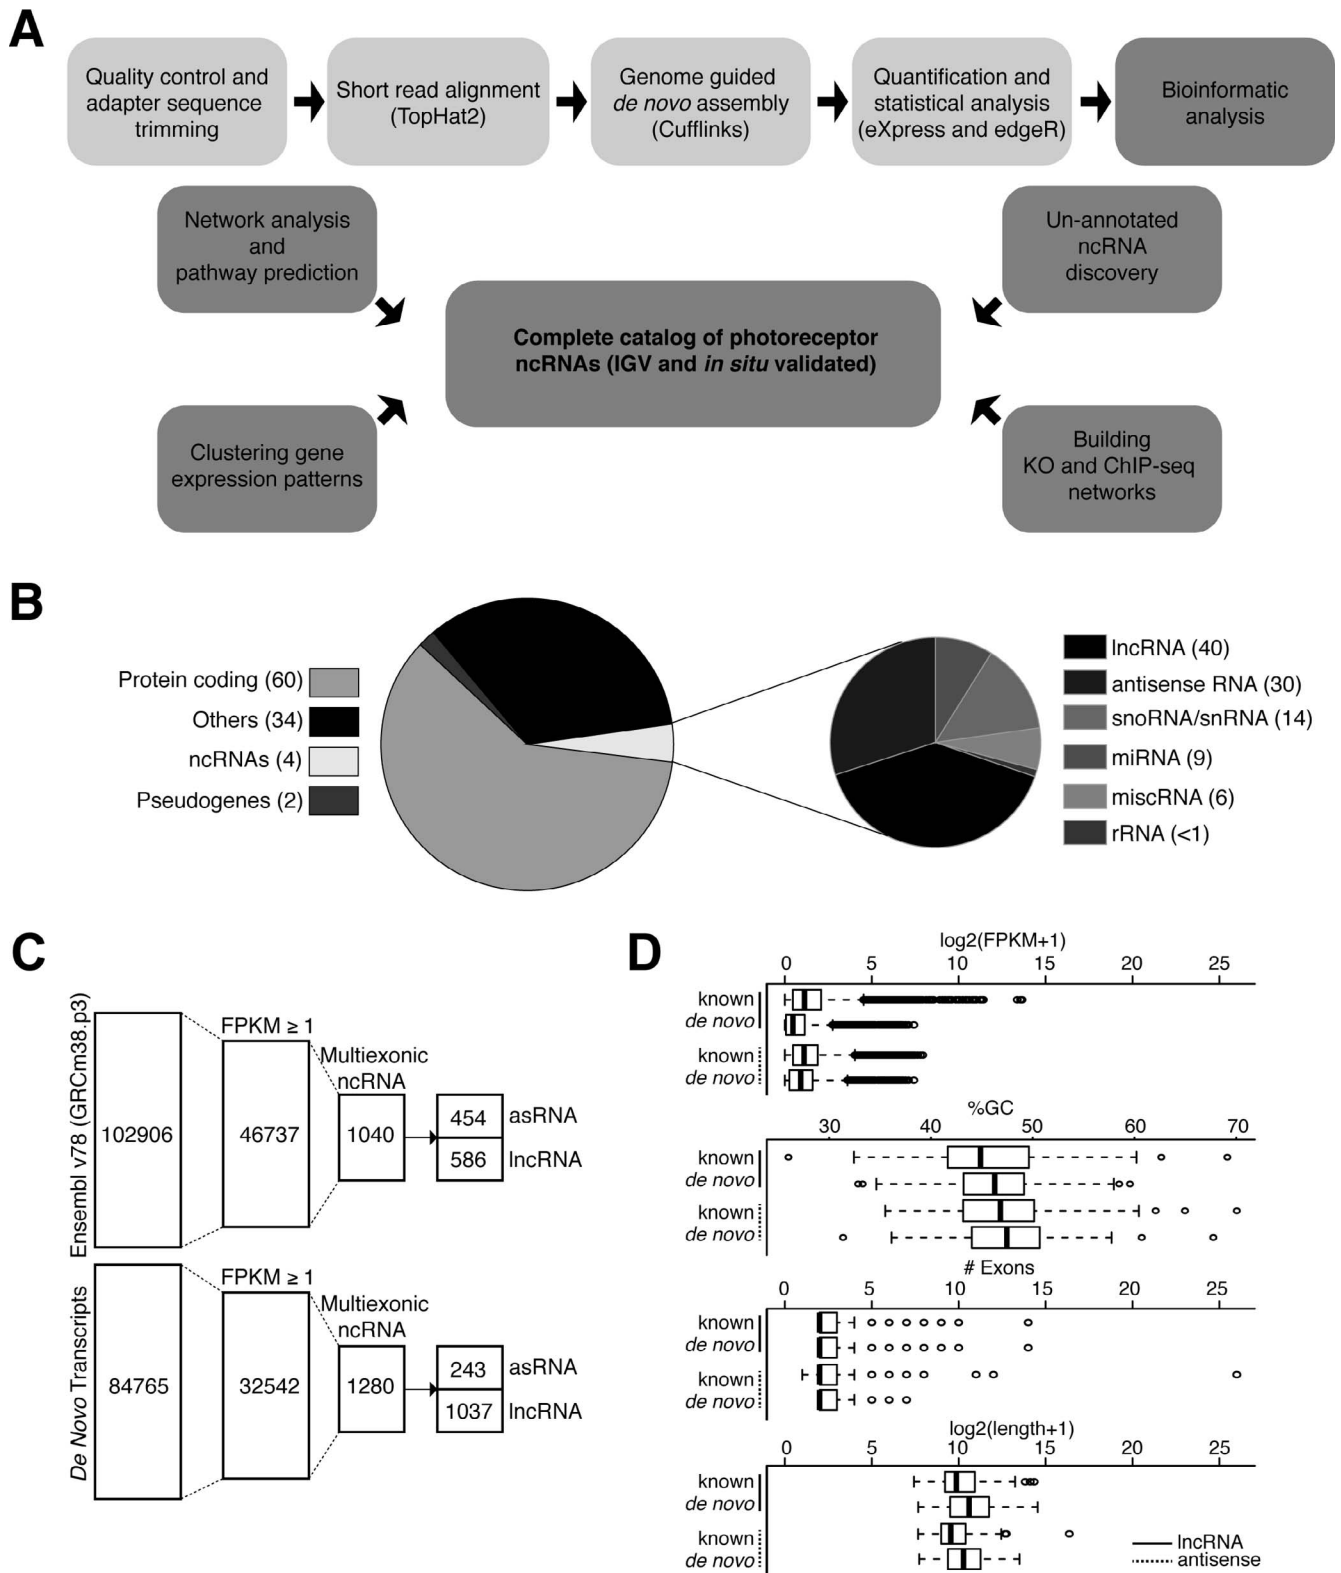 A
Quality control and
adapter sequence
trimming
Short read alignment
(TopHat2)
Genome guided
de novo assembly
(Cufflinks)
Quantification and
statistical analysis
(eXpress and edgeR)
Bioinformatic
analysis
Network analysis
and
pathway prediction
Un-annotated
ncRNA
discovery
Complete catalog of photoreceptor
ncRNAs (IGV and in situ validated)
Clustering gene
expression patterns
Building
KO and ChIP-seq
networks
B
Protein coding (60)
Others (34)
ncRNAs (4)
Pseudogenes (2)
lncRNA (40)
antisense RNA (30)
snoRNA/snRNA (14)
miRNA (9)
miscRNA (6)
rRNA (<1)
C
Ensembl v78 (GRCm38.p3)
102906
FPKM ≥ 1
46737
Multiexonic
ncRNA
1040
454 asRNA
586 lncRNA
De Novo Transcripts
84765
FPKM ≥ 1
32542
Multiexonic
ncRNA
1280
243 asRNA
1037 lncRNA
D
log2(FPKM+1)
0 5 10 15 20 25
known
de novo
known
de novo
%GC
30 40 50 60 70
known
de novo
known
de novo
# Exons
0 5 10 15 20 25
known
de novo
known
de novo
log2(length+1)
0 5 10 15 20 25
known
de novo
known
de novo
lncRNA
antisense